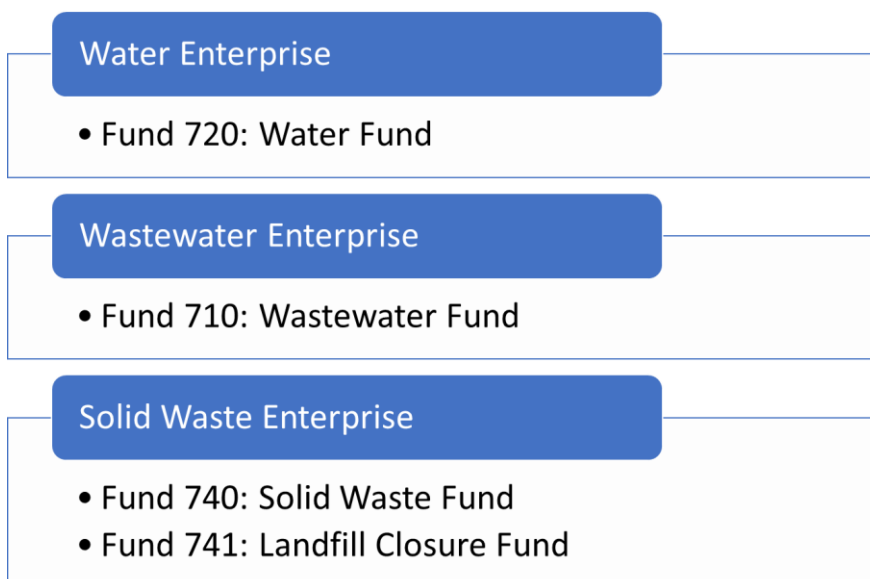 Water Enterprise
• Fund 720: Water Fund
Wastewater Enterprise
• Fund 710: Wastewater Fund
Solid Waste Enterprise
• Fund 740: Solid Waste Fund
• Fund 741: Landfill Closure Fund